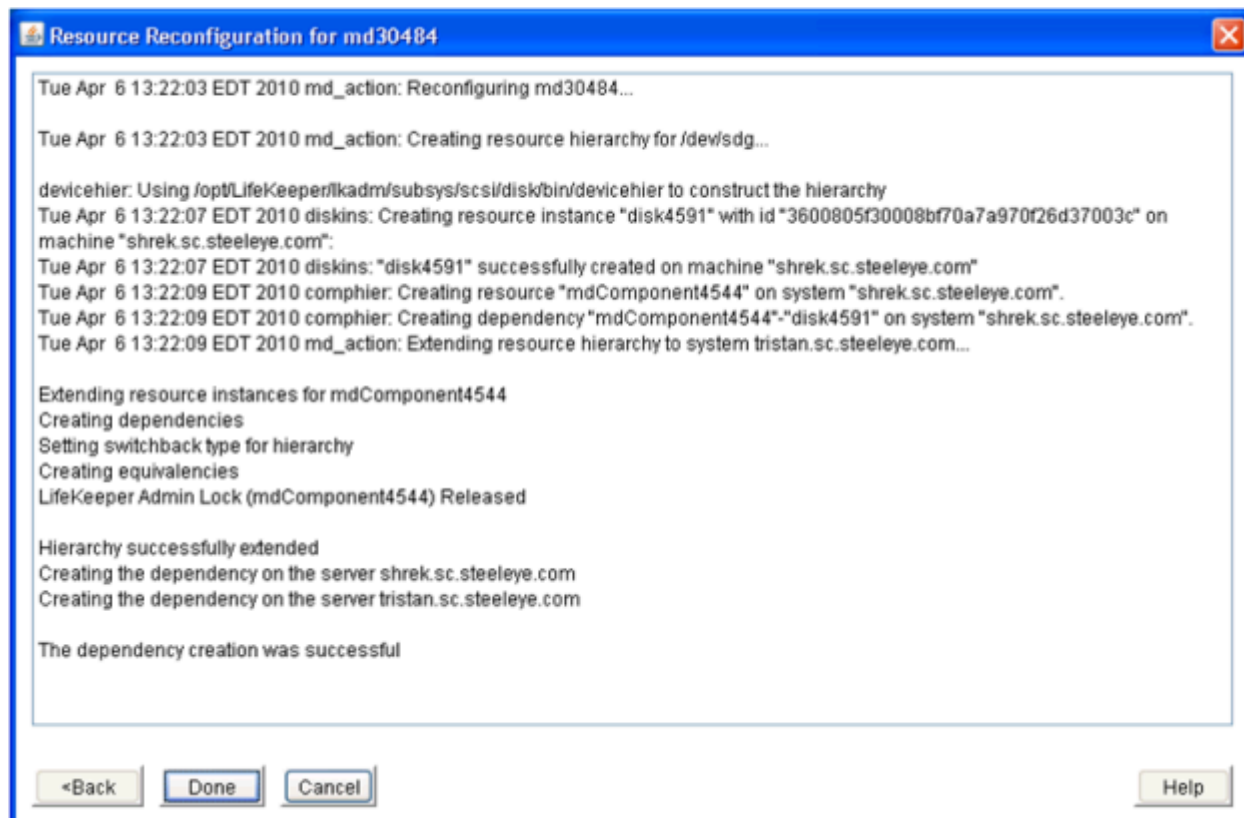 Resource Reconfiguration for md30484
Tue Apr 6 13:22:03 EDT 2010 md_action: Reconfiguring md30484...
Tue Apr 6 13:22:03 EDT 2010 md_action: Creating resource hierarchy for /dev/sdg...
devicehier: Using /opt/LifeKeeper/lkadm/subsys/scsi/disk/bin/devicehier to construct the hierarchy
Tue Apr 6 13:22:07 EDT 2010 diskins: Creating resource instance "disk4591" with id "3600805f30008bf70a7a970f26d37003c" on
machine "shrek.sc.steeleye.com":
Tue Apr 6 13:22:07 EDT 2010 diskins: "disk4591" successfully created on machine "shrek.sc.steeleye.com"
Tue Apr 6 13:22:09 EDT 2010 comphier: Creating resource "mdComponent4544" on system "shrek.sc.steeleye.com".
Tue Apr 6 13:22:09 EDT 2010 comphier: Creating dependency "mdComponent4544"-"disk4591" on system "shrek.sc.steeleye.com".
Tue Apr 6 13:22:09 EDT 2010 md_action: Extending resource hierarchy to system tristan.sc.steeleye.com...
Extending resource instances for mdComponent4544
Creating dependencies
Setting switchback type for hierarchy
Creating equivalencies
LifeKeeper Admin Lock (mdComponent4544) Released
Hierarchy successfully extended
Creating the dependency on the server shrek.sc.steeleye.com
Creating the dependency on the server tristan.sc.steeleye.com
The dependency creation was successful
<Back
Done
Cancel
Help